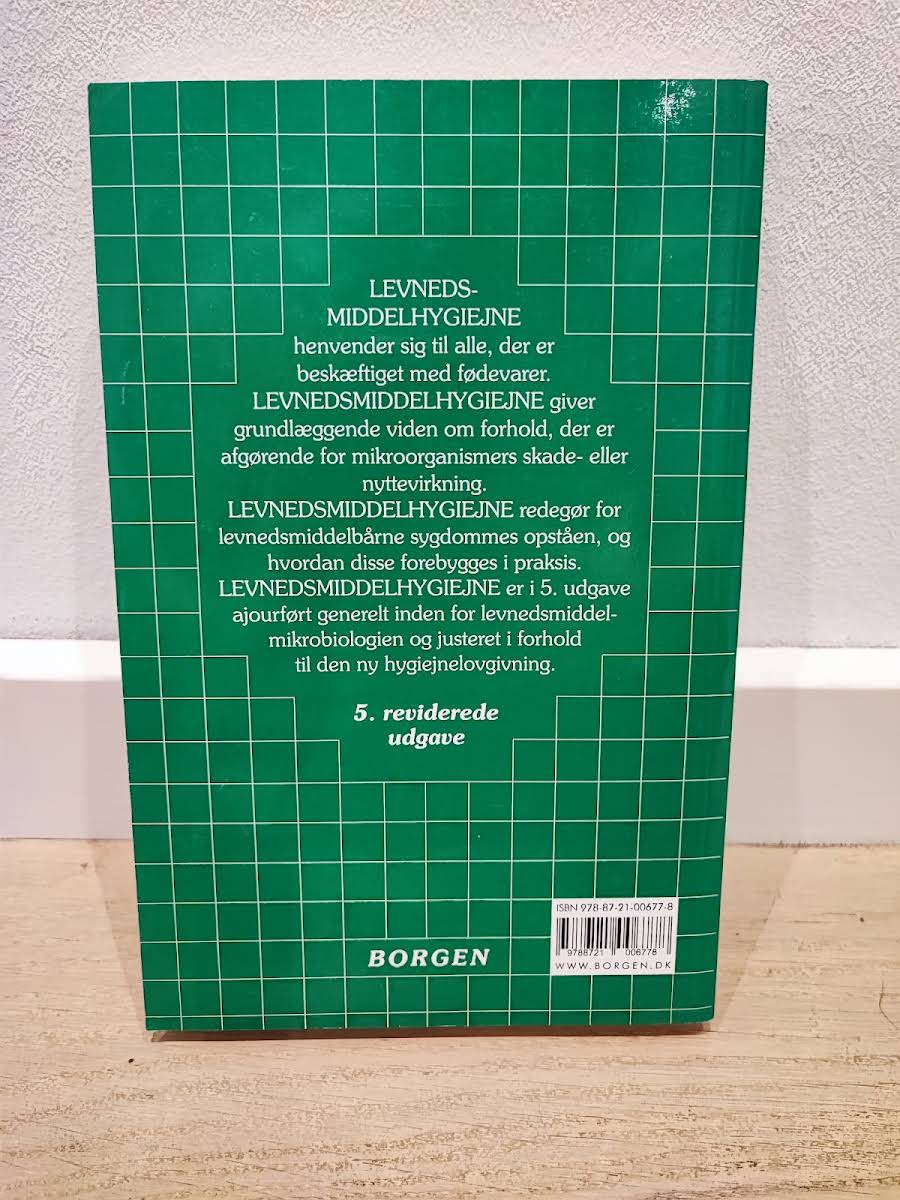 LEVNEDS-
MIDDELHYGIEJNE
henvender sig til alle, der er
beskæftiget med fødevarer.
LEVNEDSMIDDELHYGIEJNE giver
grundlæggende viden om forhold, der er
afgørende for mikroorganismers skade- eller
nyttevirkning.
LEVNEDSMIDDELHYGIEJNE redegør for
levnedsmiddelbårne sygdommes opståen, og
hvordan disse forebygges i praksis.
LEVNEDSMIDDELHYGIEJNE er i 5. udgave
ajourført generelt inden for levnedsmiddel-
mikrobiologien og justeret i forhold
til den ny hygiejnelovgivning.
5. reviderede
udgave
BORGEN
ISBN 978-87-21-00677-8
9788721 006778
WWW.BORGEN.DK